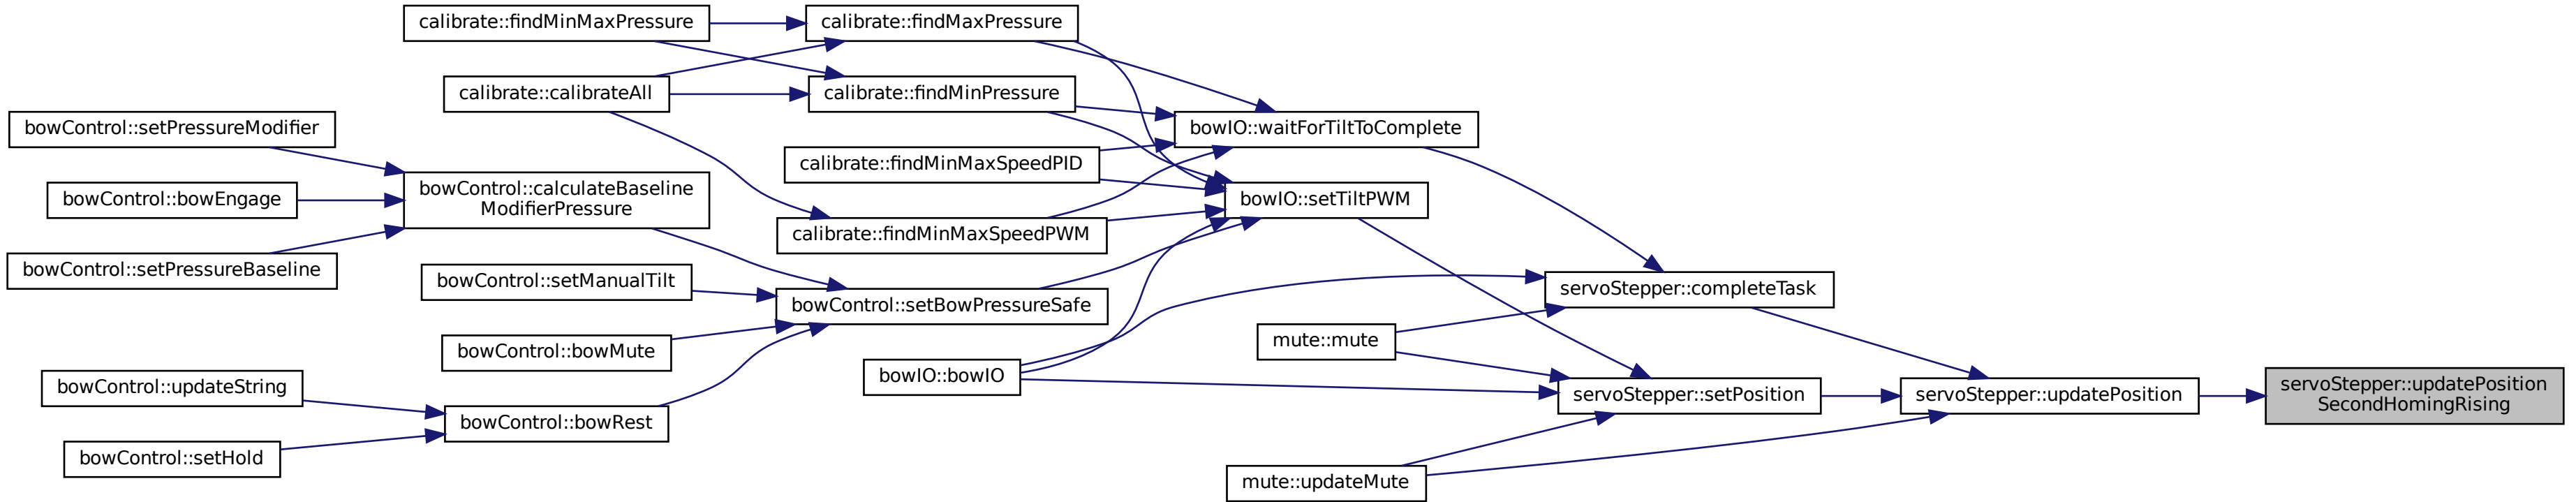 calibrate::findMinMaxPressure
calibrate::findMaxPressure
calibrate::calibrateAll
calibrate::findMinPressure
bowControl::setPressureModifier
bowIO::waitForTiltToComplete
calibrate::findMinMaxSpeedPID
bowControl::bowEngage
bowControl::calculateBaseline
ModifierPressure
bowIO::setTiltPWM
calibrate::findMinMaxSpeedPWM
bowControl::setPressureBaseline
bowControl::setManualTilt
servoStepper::completeTask
bowControl::setBowPressureSafe
mute::mute
bowControl::bowMute
bowIO::bowIO
bowControl::updateString
servoStepper::setPosition
servoStepper::updatePosition
servoStepper::updatePosition
SecondHomingRising
bowControl::bowRest
bowControl::setHold
mute::updateMute